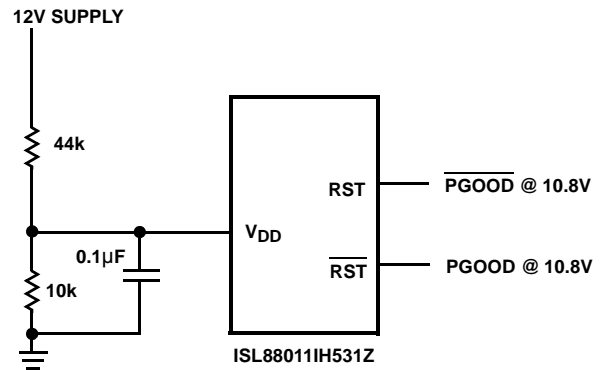 12V SUPPLY
44k
RST
PGOOD @ 10.8V
VDD
0.1µF
RST
PGOOD @ 10.8V
10k
ISL88011IH531Z